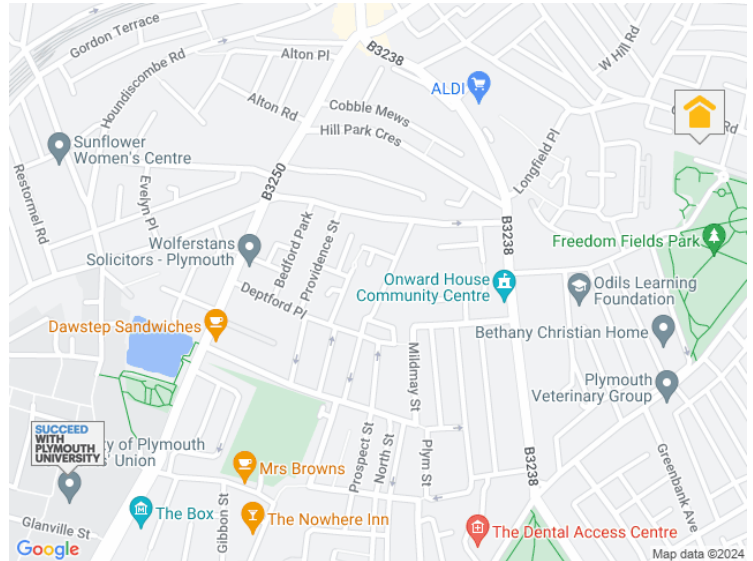 Gordon Terrace
Houndiscombe Rd
Alton Pl
B3238
W Hill Rd
ALDI
Alton Rd
Cobble Mews
Hill Park Cres
Sunflower
Women's Centre
Longfield Pl
B3250
Restormel Rd
Evelyn Pl
Bedford Park
Providence St
B3238
Wolferstans
Solicitors - Plymouth
Freedom Fields Park
Deptford Pl
Onward House
Community Centre
Odils Learning
Foundation
Dawstep Sandwiches
Bethany Christian Home
Mildmay St
Plymouth
Veterinary Group
SUCCEED
WITH
PLYMOUTH
UNIVERSITY
ty of Plymouth
s' Union
Prospect St
North St
Plym St
B3238
Greenbank Ave
Mrs Browns
The Box
Gibbon St
The Nowhere Inn
Glanville St
The Dental Access Centre
Google
Map data ©2024